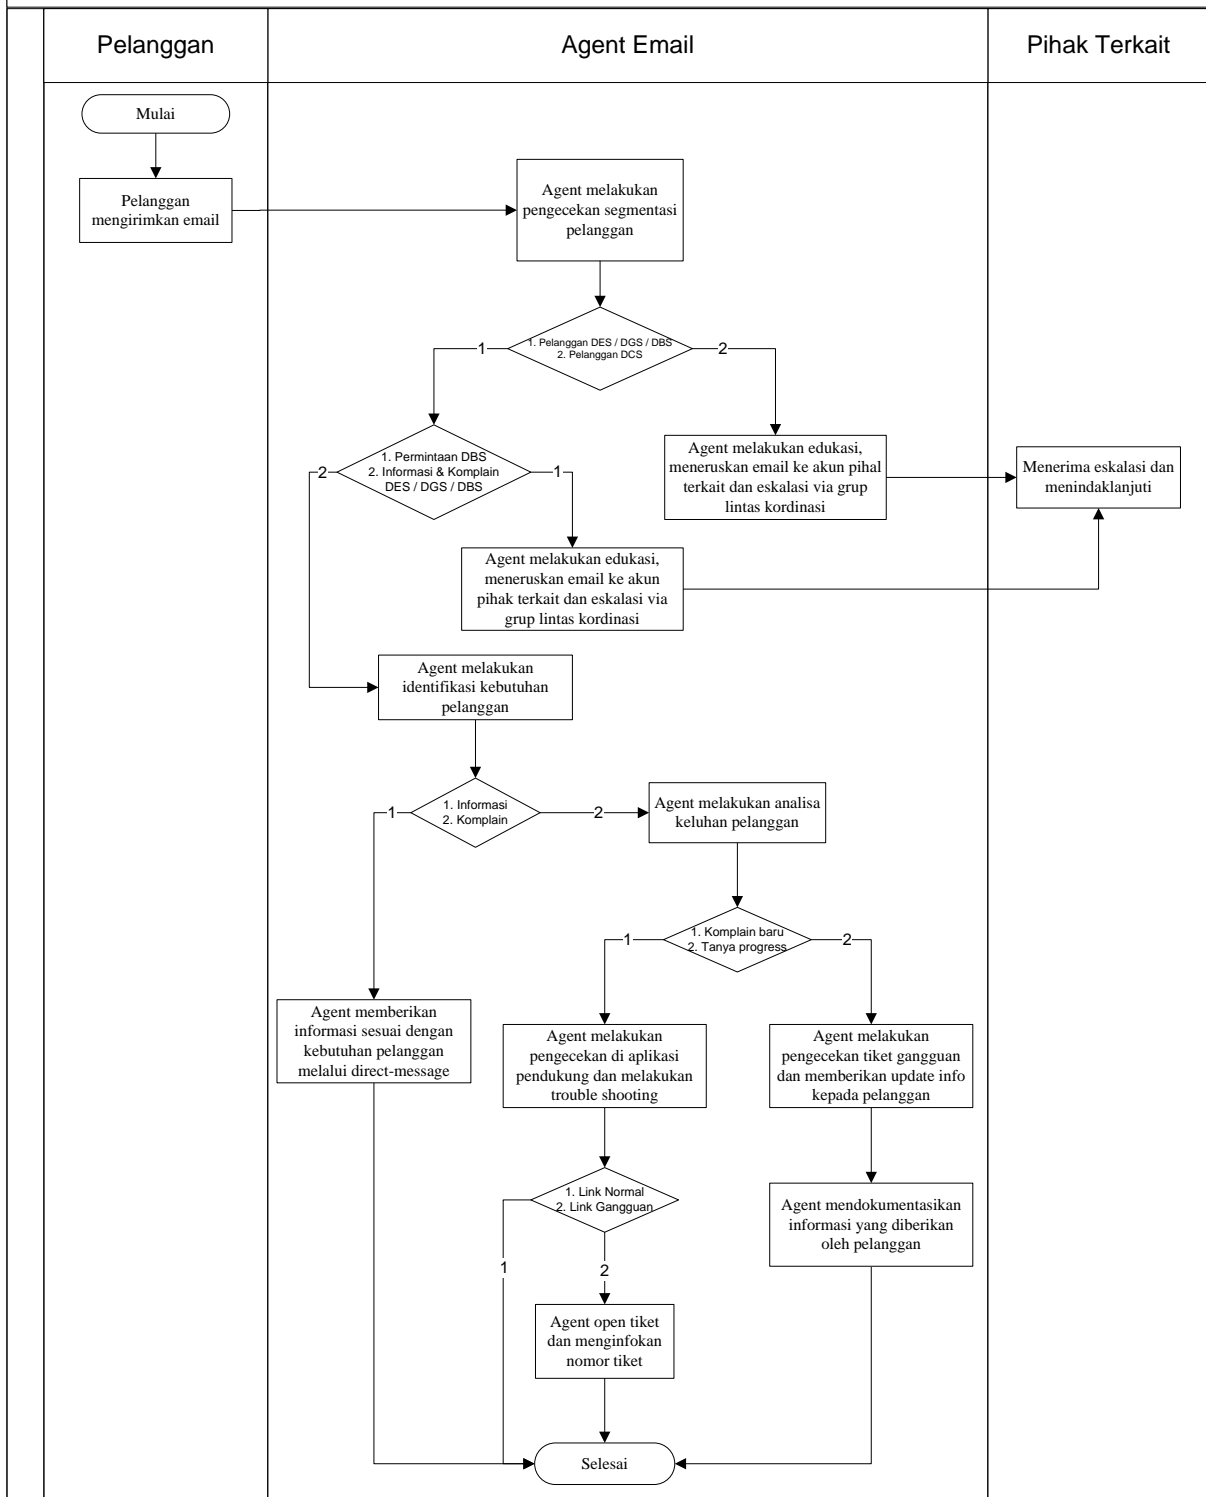 Pelanggan
Agent Email
Pihak Terkait
Mulai
Pelanggan
mengirimkan email
Agent melakukan
pengecekan segmentasi
pelanggan
1. Pelanggan DES / DGS / DBS
2. Pelanggan DCS
1
2
1. Permintaan DBS
2. Informasi & Komplain
DES / DGS / DBS
2
1
Agent melakukan edukasi,
meneruskan email ke akun pihal
terkait dan eskalasi via grup
lintas kordinasi
Menerima eskalasi dan
menindaklanjuti
Agent melakukan edukasi,
meneruskan email ke akun
pihak terkait dan eskalasi via
grup lintas kordinasi
Agent melakukan
identifikasi kebutuhan
pelanggan
1. Informasi
2. Komplain
1
2
Agent melakukan analisa
keluhan pelanggan
1. Komplain baru
2. Tanya progress
1
2
Agent memberikan
informasi sesuai dengan
kebutuhan pelanggan
melalui direct-message
Agent melakukan
pengecekan di aplikasi
pendukung dan melakukan
trouble shooting
Agent melakukan
pengecekan tiket gangguan
dan memberikan update info
kepada pelanggan
1. Link Normal
2. Link Gangguan
1
2
Agent mendokumentasikan
informasi yang diberikan
oleh pelanggan
Agent open tiket
dan menginfokan
nomor tiket
Selesai